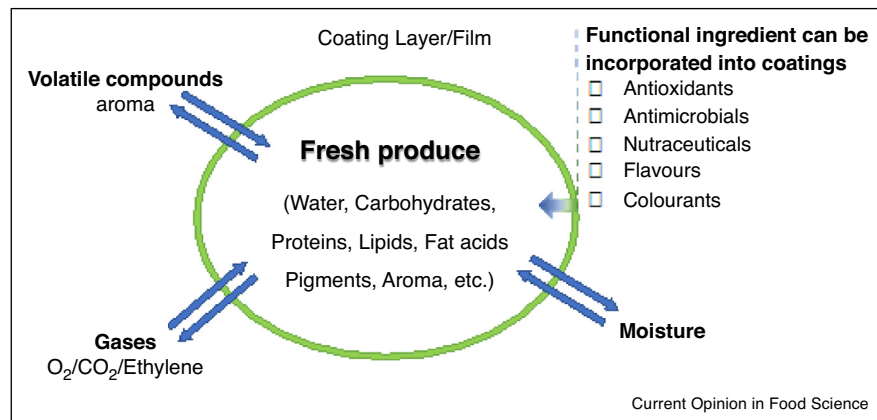 Coating Layer/Film
Functional ingredient can be
incorporated into coatings
Antioxidants
Antimicrobials
Nutraceuticals
Flavours
Colourants
Volatile compounds
aroma
Fresh produce
(Water, Carbohydrates,
Proteins, Lipids, Fat acids
Pigments, Aroma, etc.)
Gases
O₂/CO₂/Ethylene
Moisture
Current Opinion in Food Science